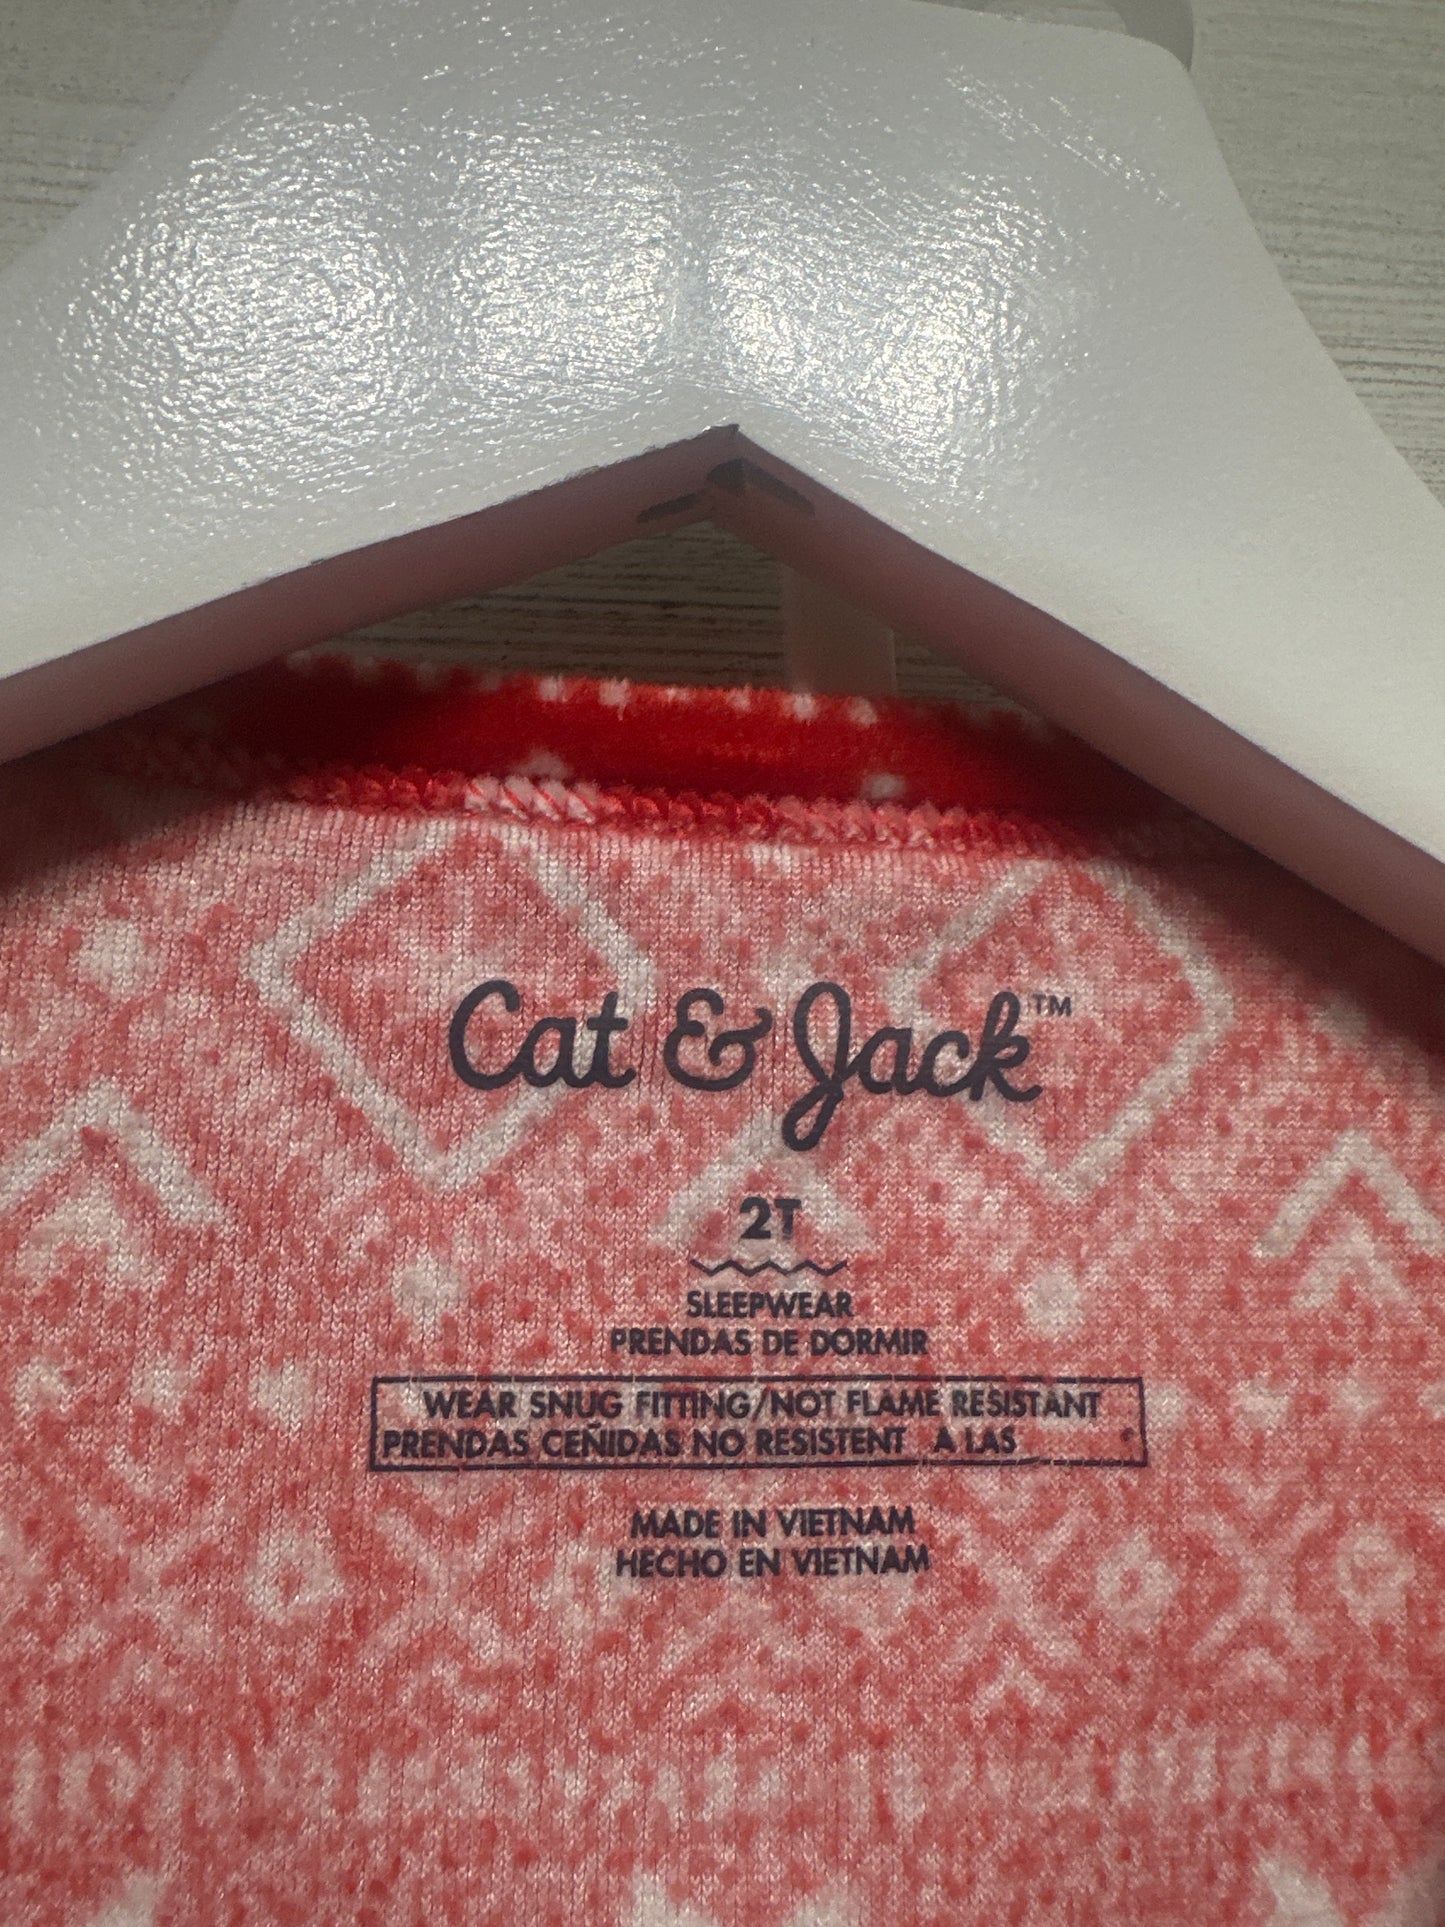 Cat & Jack™
2T
SLEEPWEAR
PRENDAS DE DORMIR
WEAR SNUG FITTING/NOT FLAME RESISTANT
PRENDAS CEÑIDAS NO RESISTENT A LAS
MADE IN VIETNAM
HECHO EN VIETNAM